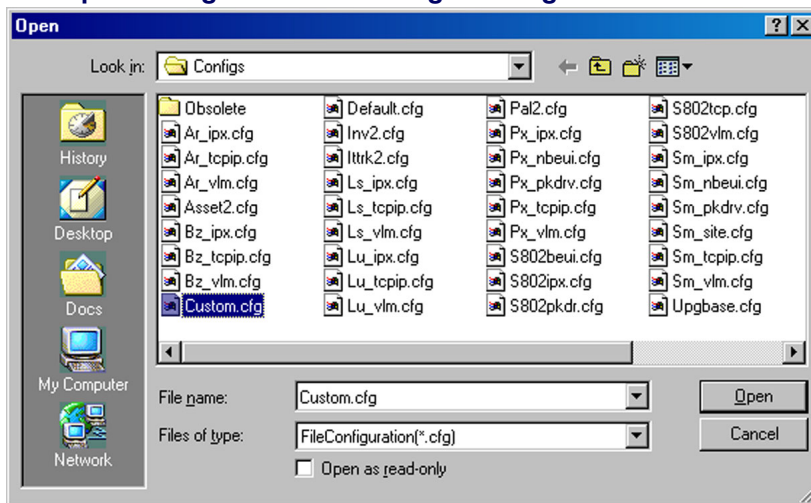 Open
Look in: Configs
History
Desktop
Docs
My Computer
Network
Obsolete
Ar_ipx.cfg
Ar_tcpip.cfg
Ar_vlm.cfg
Asset2.cfg
Bz_ipx.cfg
Bz_tcpip.cfg
Bz_vlm.cfg
Custom.cfg
Default.cfg
Inv2.cfg
Ittrk2.cfg
Ls_ipx.cfg
Ls_tcpip.cfg
Ls_vlm.cfg
Lu_ipx.cfg
Lu_tcpip.cfg
Lu_vlm.cfg
Pal2.cfg
Px_ipx.cfg
Px_nbeui.cfg
Px_pkdrv.cfg
Px_tcpip.cfg
Px_vlm.cfg
S802beui.cfg
S802ipx.cfg
S802pkdr.cfg
S802tcp.cfg
S802vlm.cfg
Sm_ipx.cfg
Sm_nbeui.cfg
Sm_pkdrv.cfg
Sm_site.cfg
Sm_tcpip.cfg
Sm_vlm.cfg
Upgbase.cfg
File name: Custom.cfg Open
Files of type: FileConfiguration(*.cfg) Cancel
Open as read-only